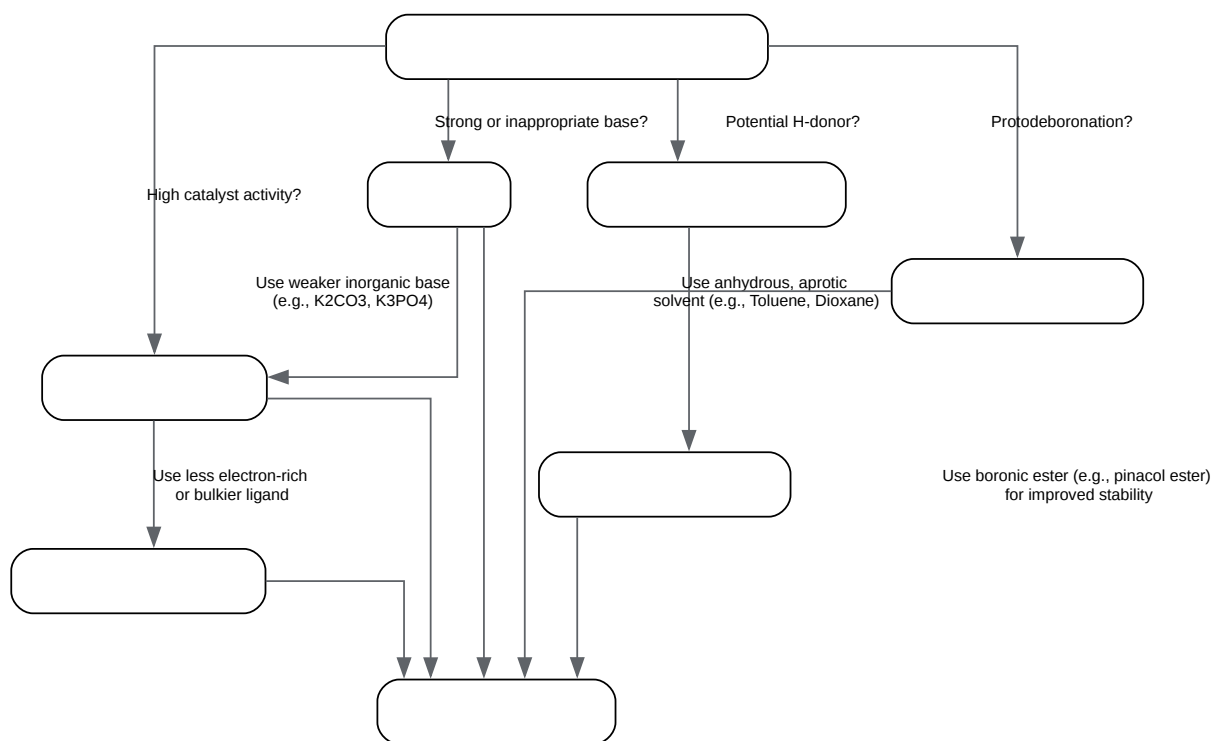 Strong or inappropriate base?
Potential H-donor?
Protodeboronation?
High catalyst activity?
Use weaker inorganic base
(e.g., K2CO3, K3PO4)
Use anhydrous, aprotic
solvent (e.g., Toluene, Dioxane)
Use less electron-rich
or bulkier ligand
Use boronic ester (e.g., pinacol ester)
for improved stability